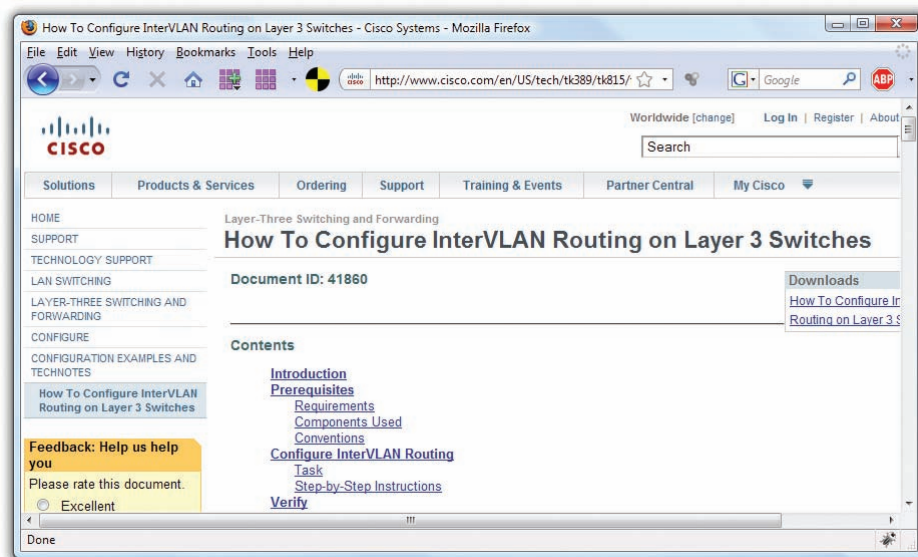 How To Configure InterVLAN Routing on Layer 3 Switches - Cisco Systems - Mozilla Firefox
File Edit View History Bookmarks Tools Help
cisco http://www.cisco.com/en/US/tech/tk389/tk815/ G Google ABP
Worldwide [change] Log In | Register | About
CISCO
Search
Solutions Products & Services Ordering Support Training & Events Partner Central My Cisco
HOME
SUPPORT
TECHNOLOGY SUPPORT
LAN SWITCHING
LAYER-THREE SWITCHING AND
FORWARDING
CONFIGURE
CONFIGURATION EXAMPLES AND
TECHNOTES
How To Configure InterVLAN
Routing on Layer 3 Switches
Feedback: Help us help
you
Please rate this document.
Excellent
Layer-Three Switching and Forwarding
How To Configure InterVLAN Routing on Layer 3 Switches
Document ID: 41860
Downloads
How To Configure In
Routing on Layer 3 S
Contents
Introduction
Prerequisites
Requirements
Components Used
Conventions
Configure InterVLAN Routing
Task
Step-by-Step Instructions
Verify
Done